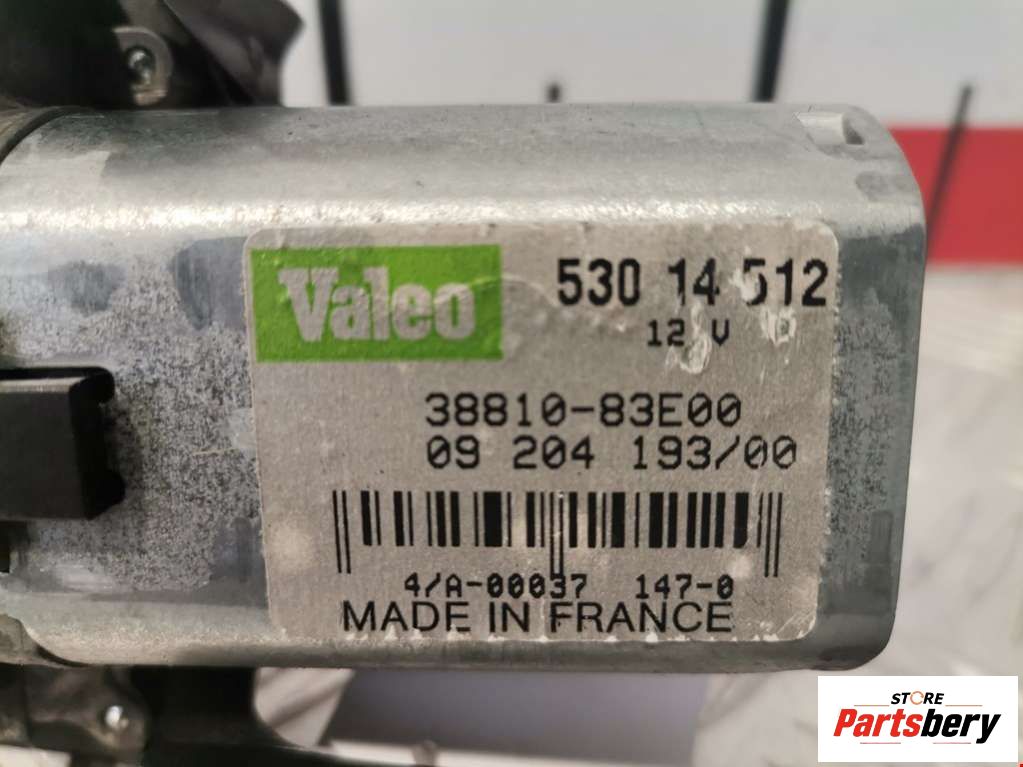 Valeo
530 14 512
12 V
38810-83E00
09 204 193/00
4/A-00037 147-0
MADE IN FRANCE
STORE
Partsbery